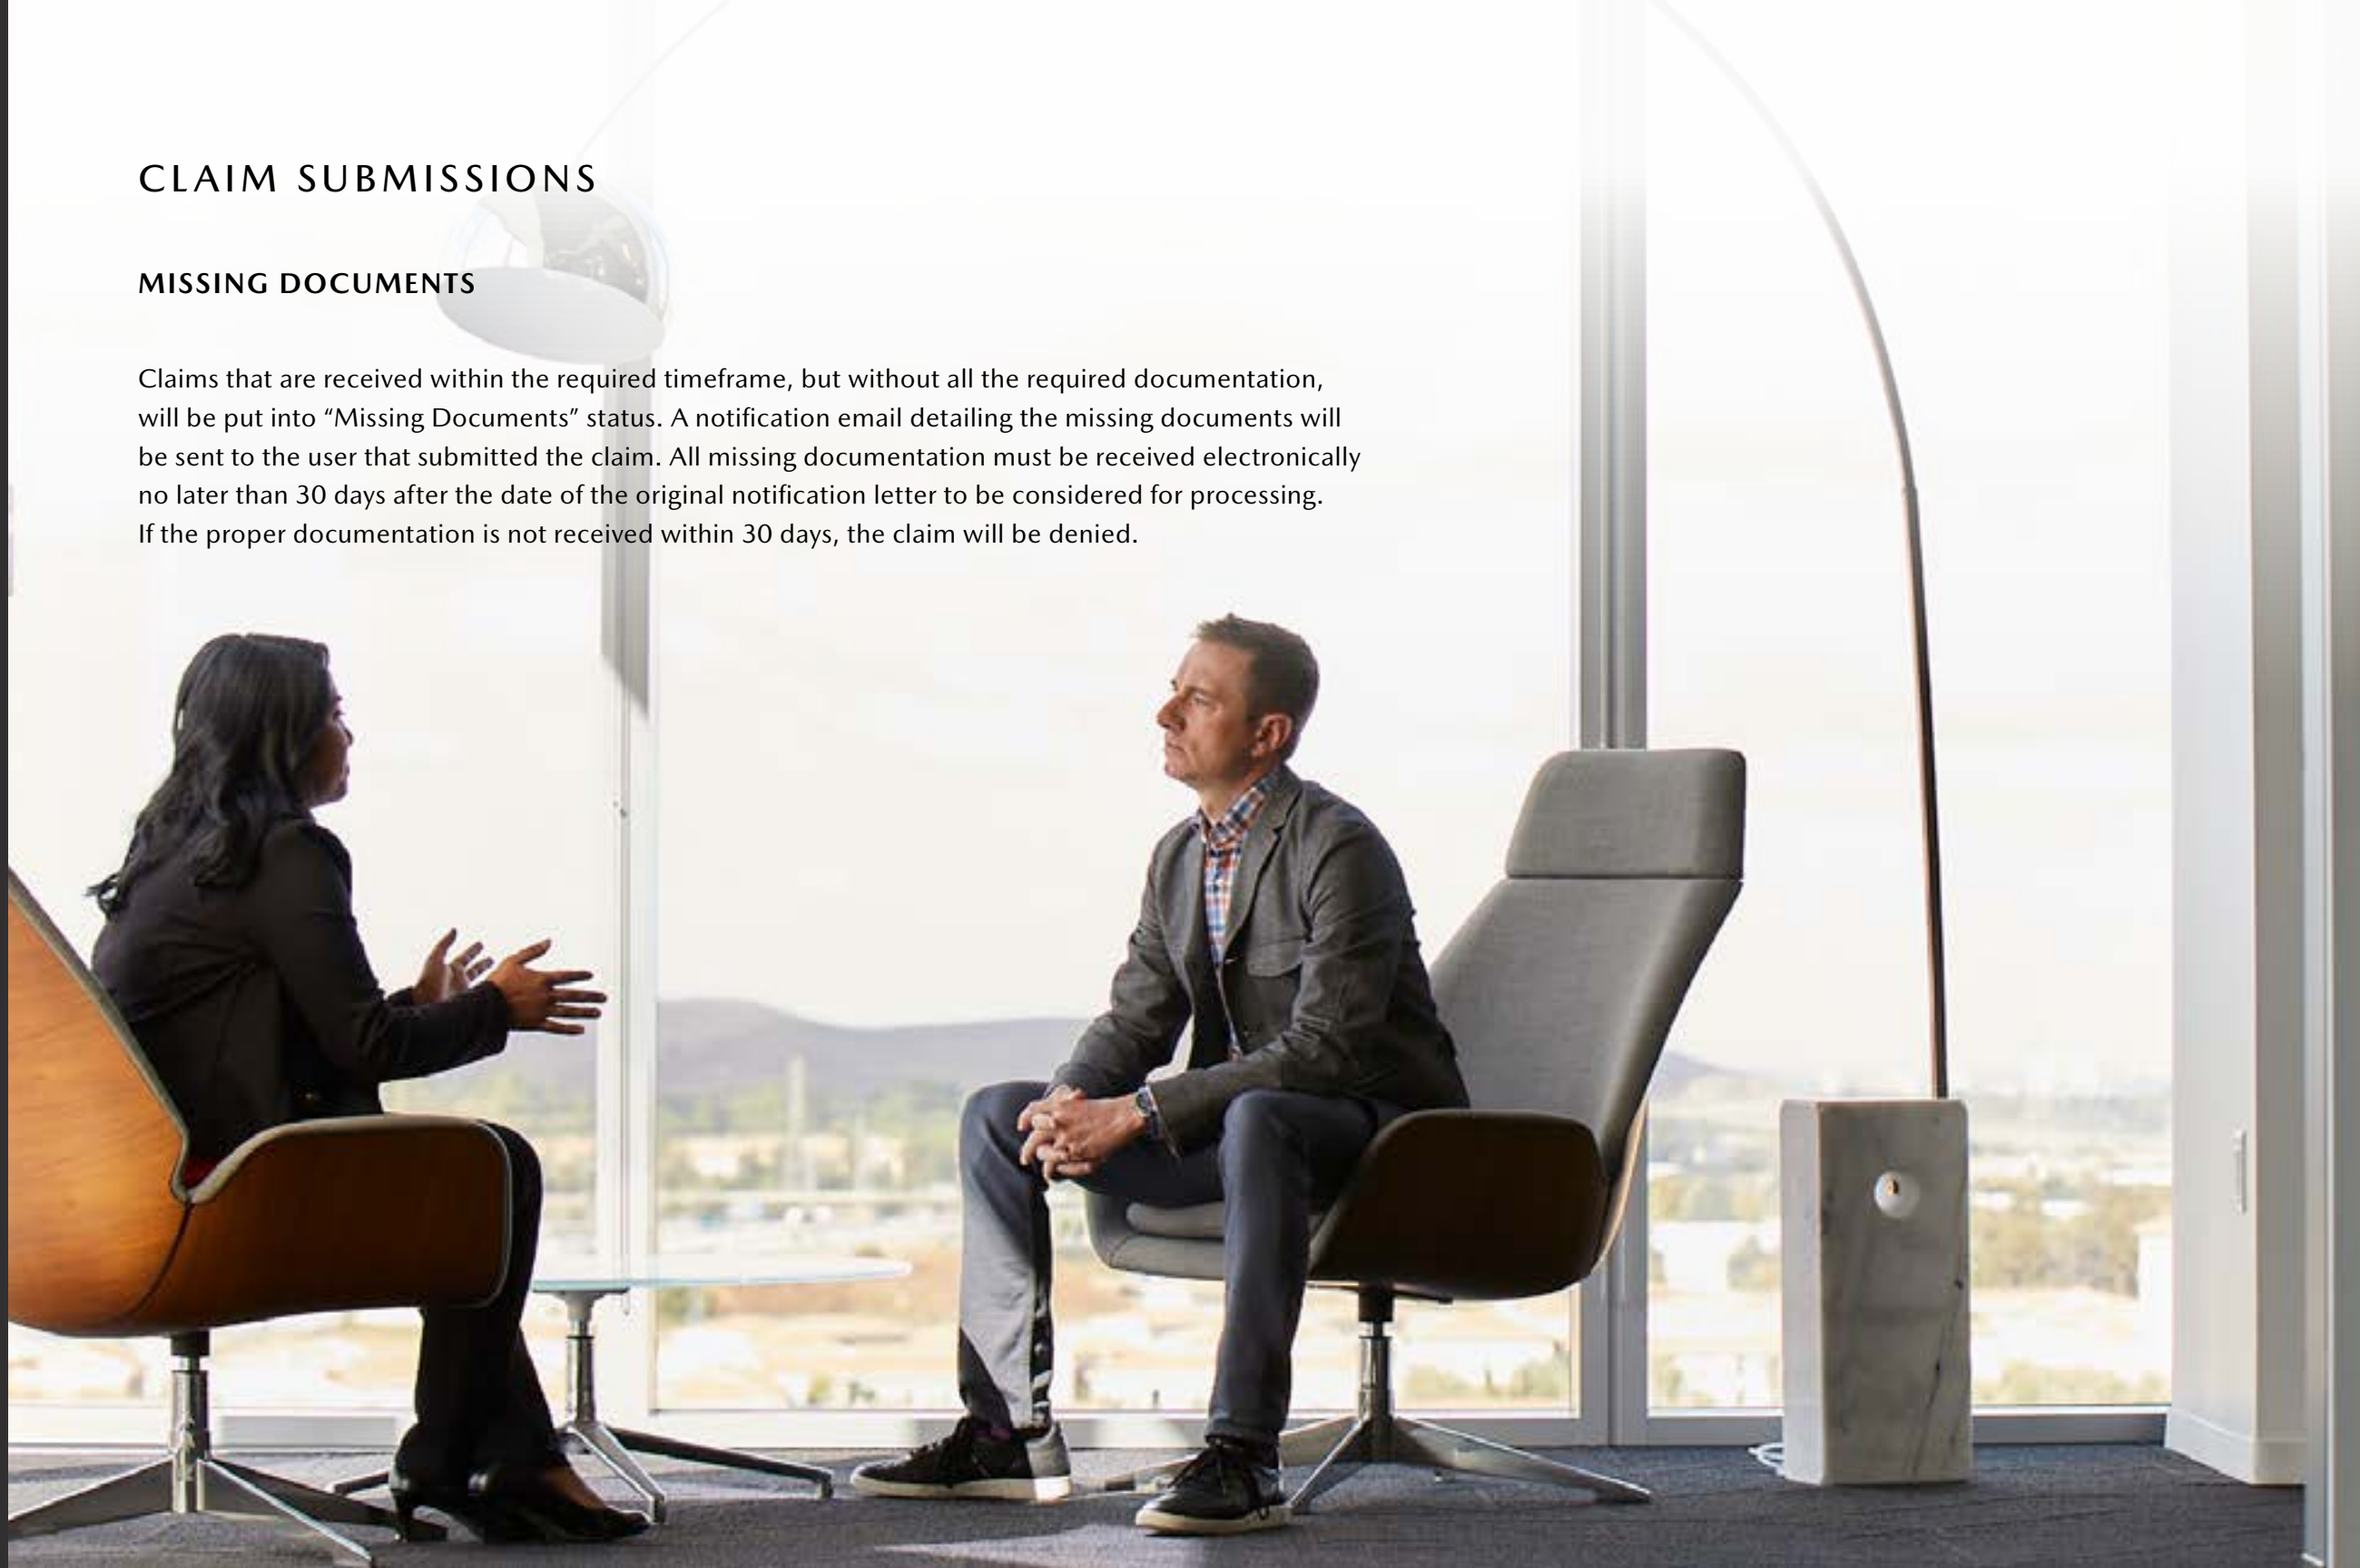 CLAIM SUBMISSIONS
MISSING DOCUMENTS
Claims that are received within the required timeframe, but without all the required documentation,
will be put into “Missing Documents” status. A notification email detailing the missing documents will
be sent to the user that submitted the claim. All missing documentation must be received electronically
no later than 30 days after the date of the original notification letter to be considered for processing.
If the proper documentation is not received within 30 days, the claim will be denied.